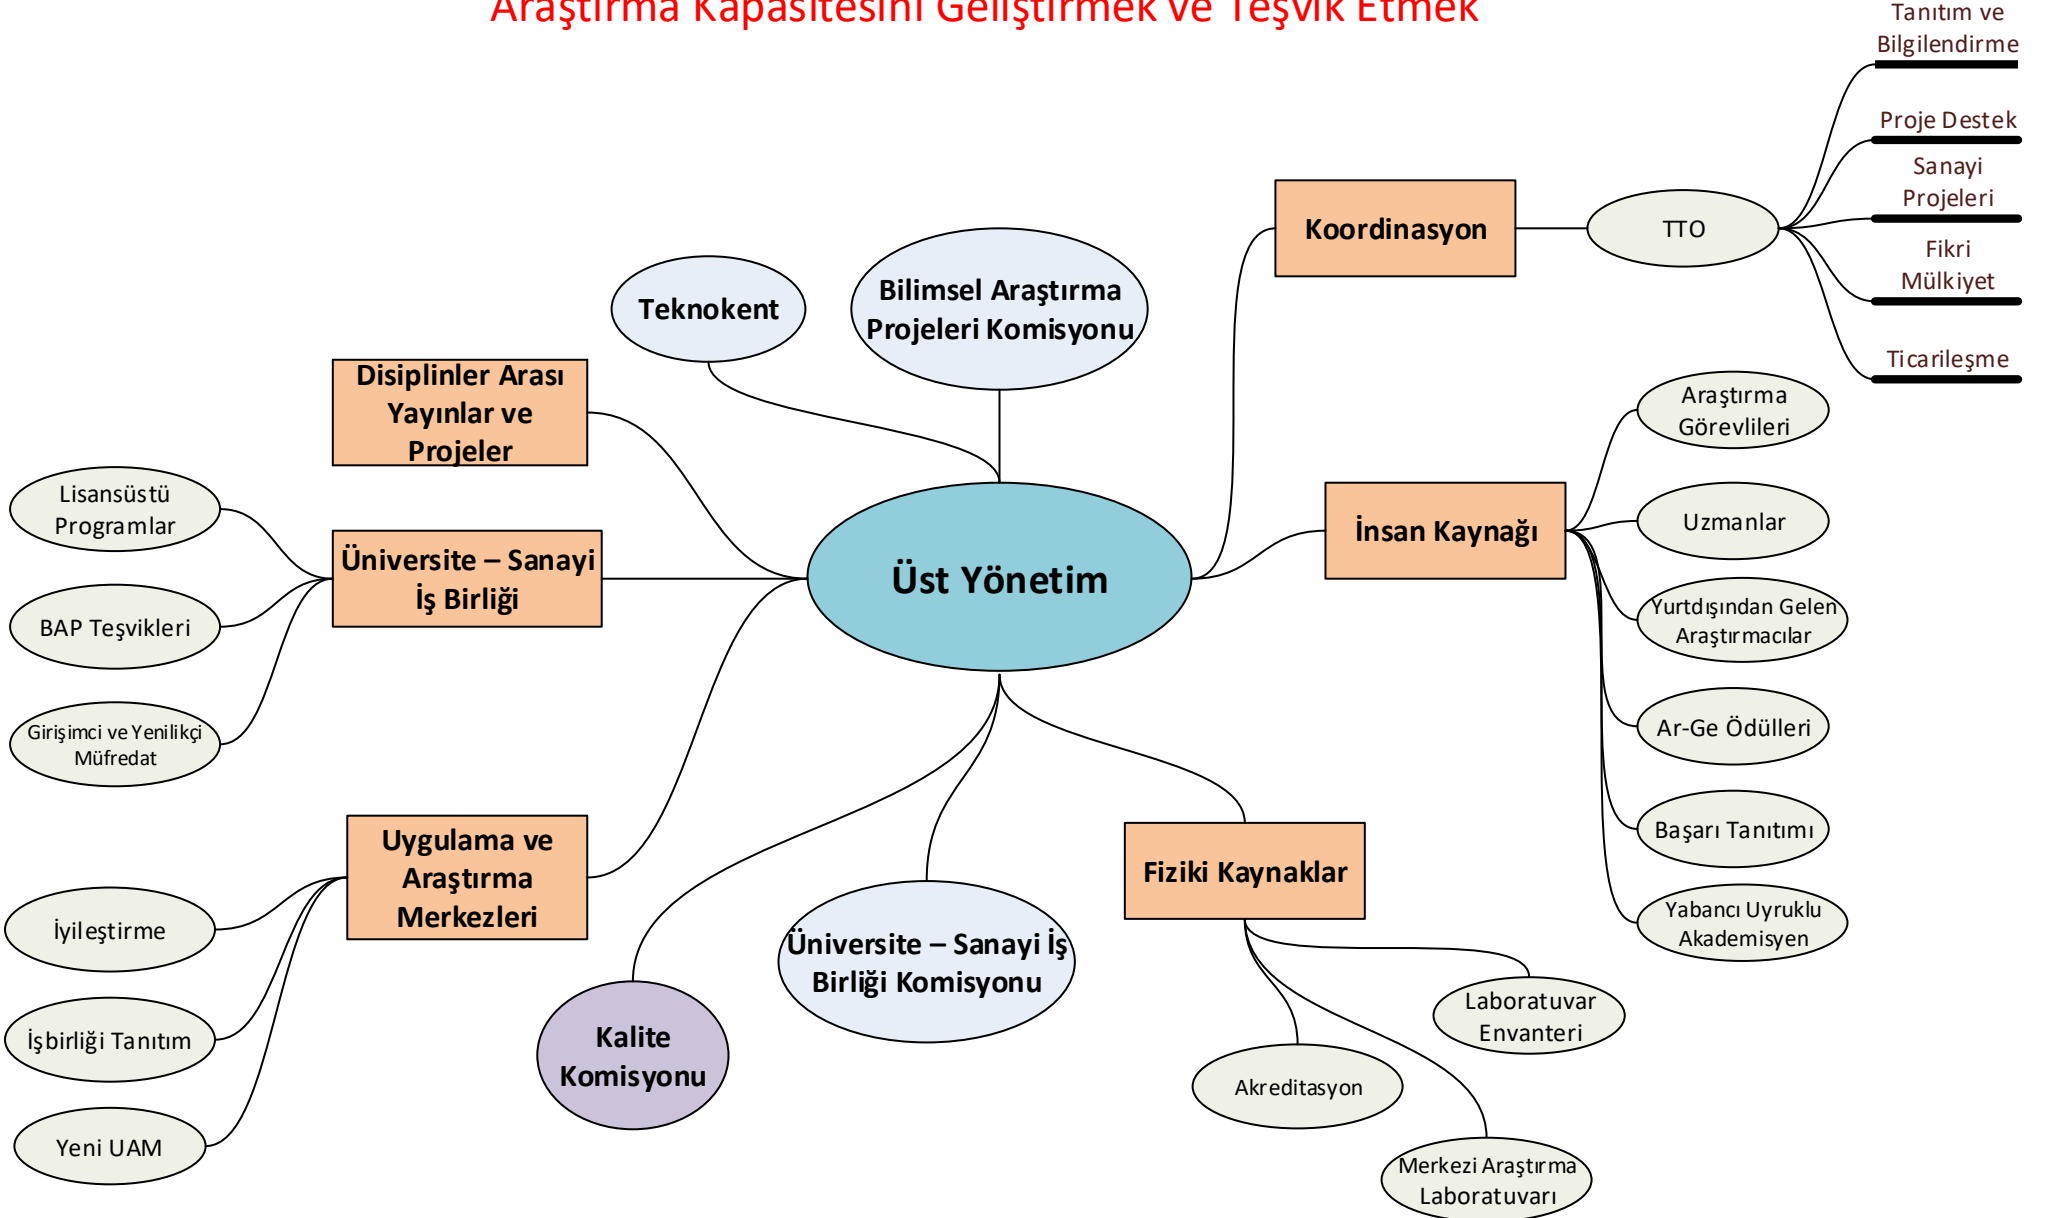 Araştırma Kapasitesini Geliştirmek ve Teşvik Etmek
Tanıtım ve
Bilgilendirme
Proje Destek
Sanayi
Projeleri
Fikri
Mülkiyet
Ticarileşme
Koordinasyon
TTO
Teknokent
Bilimsel Araştırma
Projeleri Komisyonu
Disiplinler Arası
Yayınlar ve
Projeler
Araştırma
Görevlileri
Lisansüstü
Programlar
Üniversite – Sanayi
İş Birliği
Üst Yönetim
İnsan Kaynağı
Uzmanlar
BAP Teşvikleri
Yurtdışından Gelen
Araştırmacılar
Girişimci ve Yenilikçi
Müfredat
Ar-Ge Ödülleri
Uygulama ve
Araştırma
Merkezleri
Fiziki Kaynaklar
Başarı Tanıtımı
İyileştirme
Üniversite – Sanayi İş
Birliği Komisyonu
Yabancı Uyruklu
Akademisyen
İşbirliği Tanıtım
Kalite
Komisyonu
Laboratuvar
Envanteri
Akreditasyon
Yeni UAM
Merkezi Araştırma
Laboratuvarı